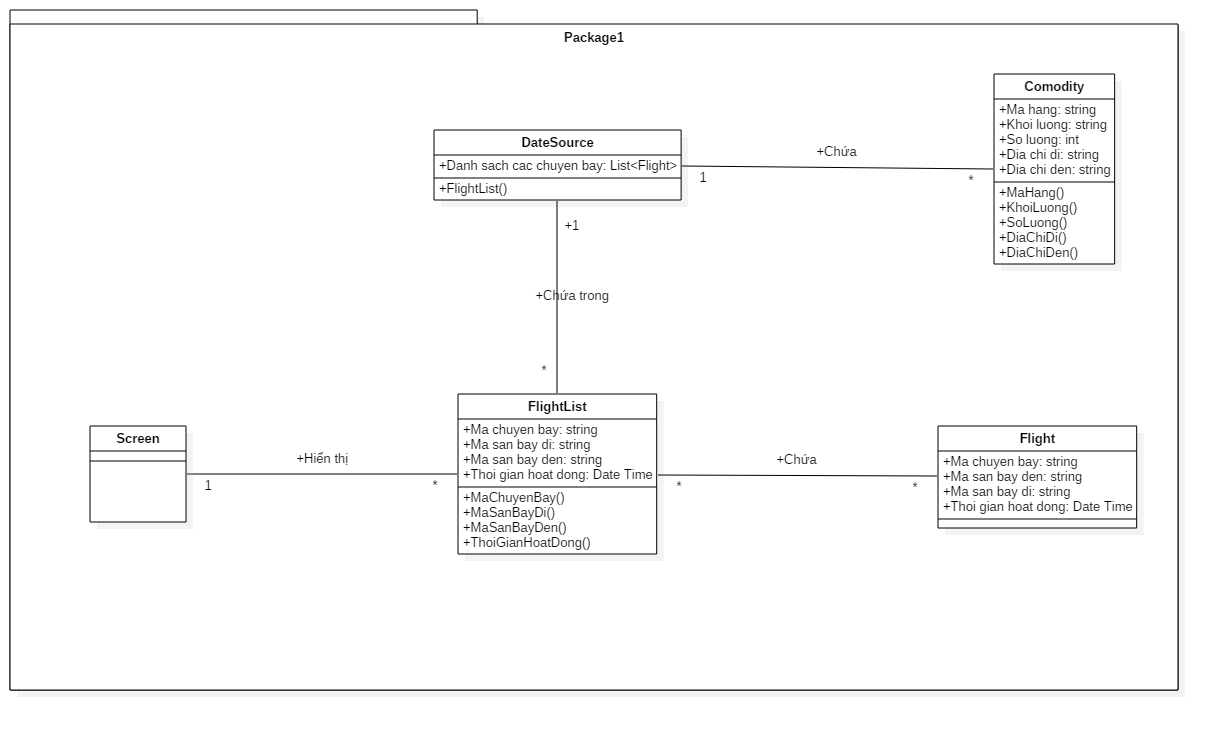 Package1
Comodity
+Ma hang: string
+Khoi luong: string
+So luong: int
+Dia chi di: string
+Dia chi den: string
+MaHang()
+KhoiLuong()
+SoLuong()
+DiaChiDi()
+DiaChiDen()
DateSource
+Danh sach cac chuyen bay: List<Flight>
+FlightList()
+Chứa
1
*
+1
+Chứa trong
*
FlightList
+Ma chuyen bay: string
+Ma san bay di: string
+Ma san bay den: string
+Thoi gian hoat dong: Date Time
+MaChuyenBay()
+MaSanBayDi()
+MaSanBayDen()
+ThoiGianHoatDong()
Screen
+Hiển thị
1
*
+Chứa
*
*
Flight
+Ma chuyen bay: string
+Ma san bay den: string
+Ma san bay di: string
+Thoi gian hoat dong: Date Time